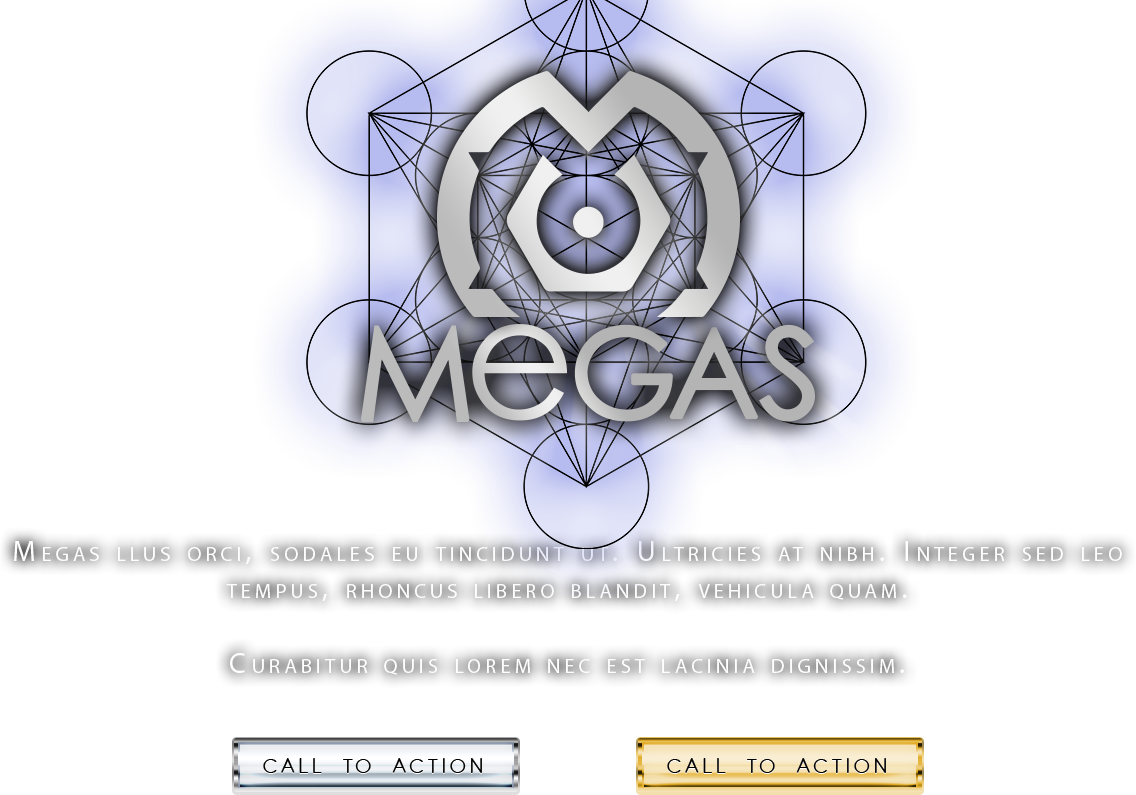 MeGAS
Megas llus orci, sodales eu tincidunt ut. Ultricies at nibh. Integer sed leo
tempus, rhoncus libero blandit, vehicula quam.
Curabitur quis lorem nec est lacinia dignissim.
CALL TO ACTION
CALL TO ACTION